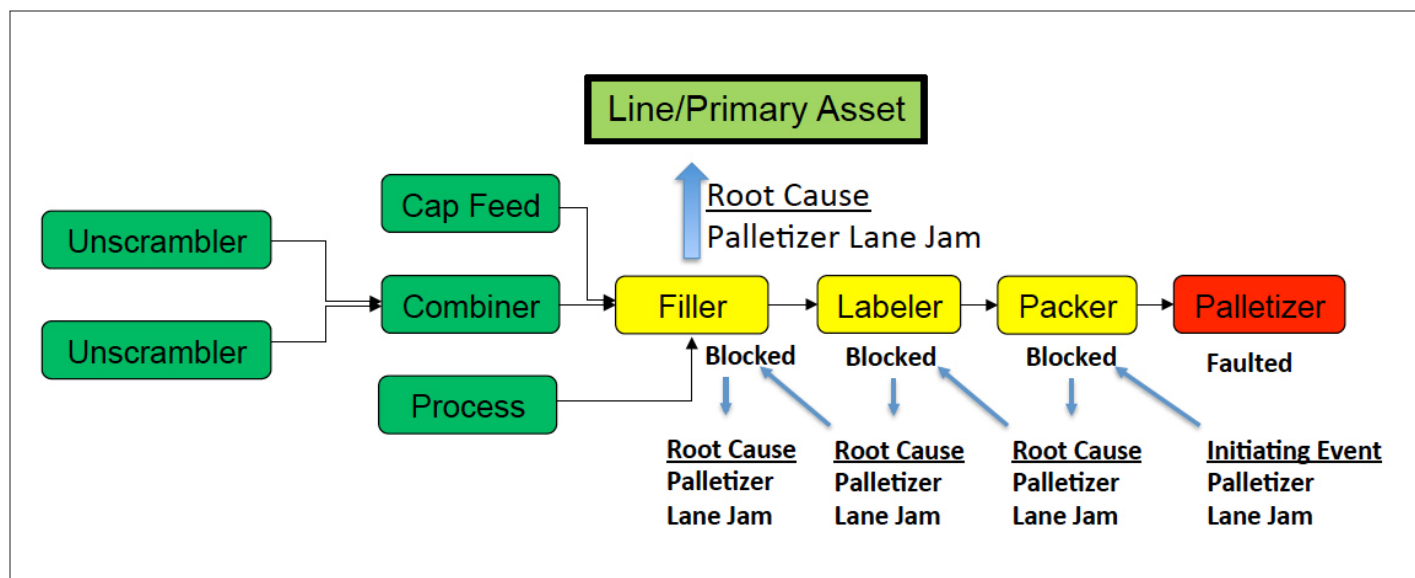 Line/Primary Asset
Root Cause
Palletizer Lane Jam
Cap Feed
Unscrambler
Unscrambler
Combiner
Process
Filler
Labeler
Packer
Palletizer
Blocked
Blocked
Blocked
Faulted
Root Cause
Palletizer
Lane Jam
Root Cause
Palletizer
Lane Jam
Root Cause
Palletizer
Lane Jam
Initiating Event
Palletizer
Lane Jam